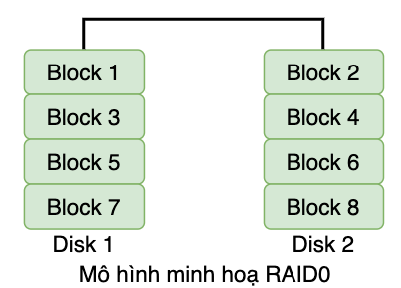 Block 1
Block 2
Block 3
Block 4
Block 5
Block 6
Block 7
Block 8
Disk 1
Disk 2
Mô hình minh hoạ RAID0